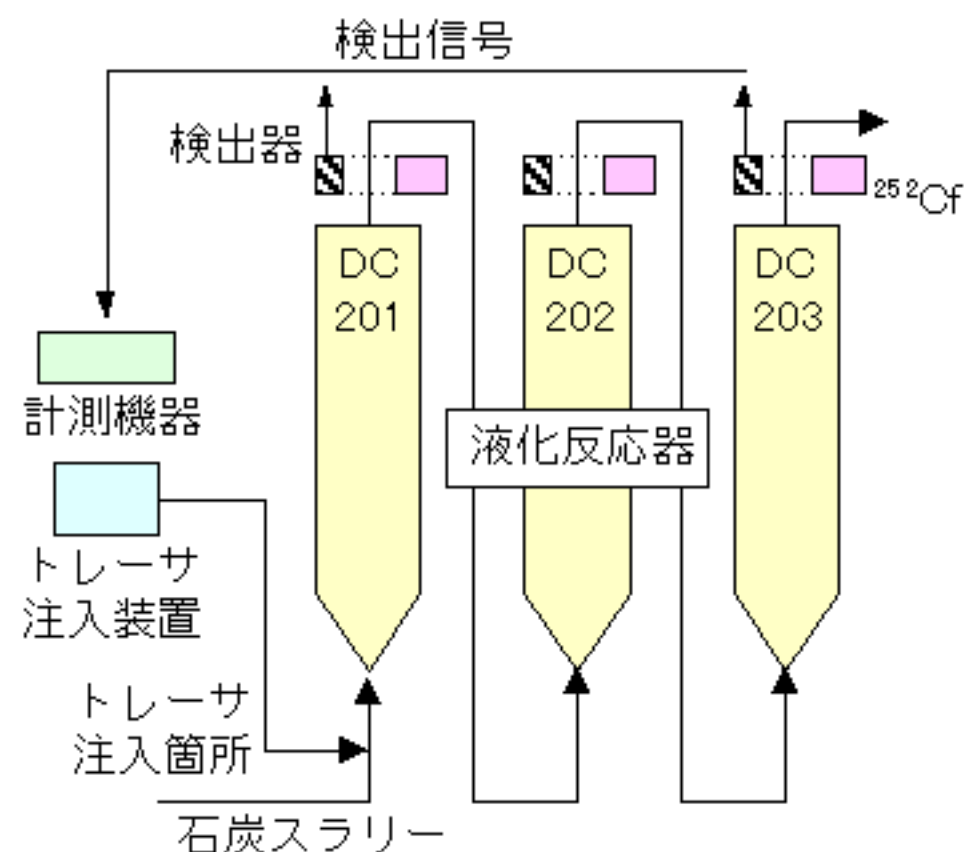 検出信号
検出器
252Cf
DC
201
DC
202
DC
203
計測機器
液化反応器
トレーサ
注入装置
トレーサ
注入箇所
石炭スラリー